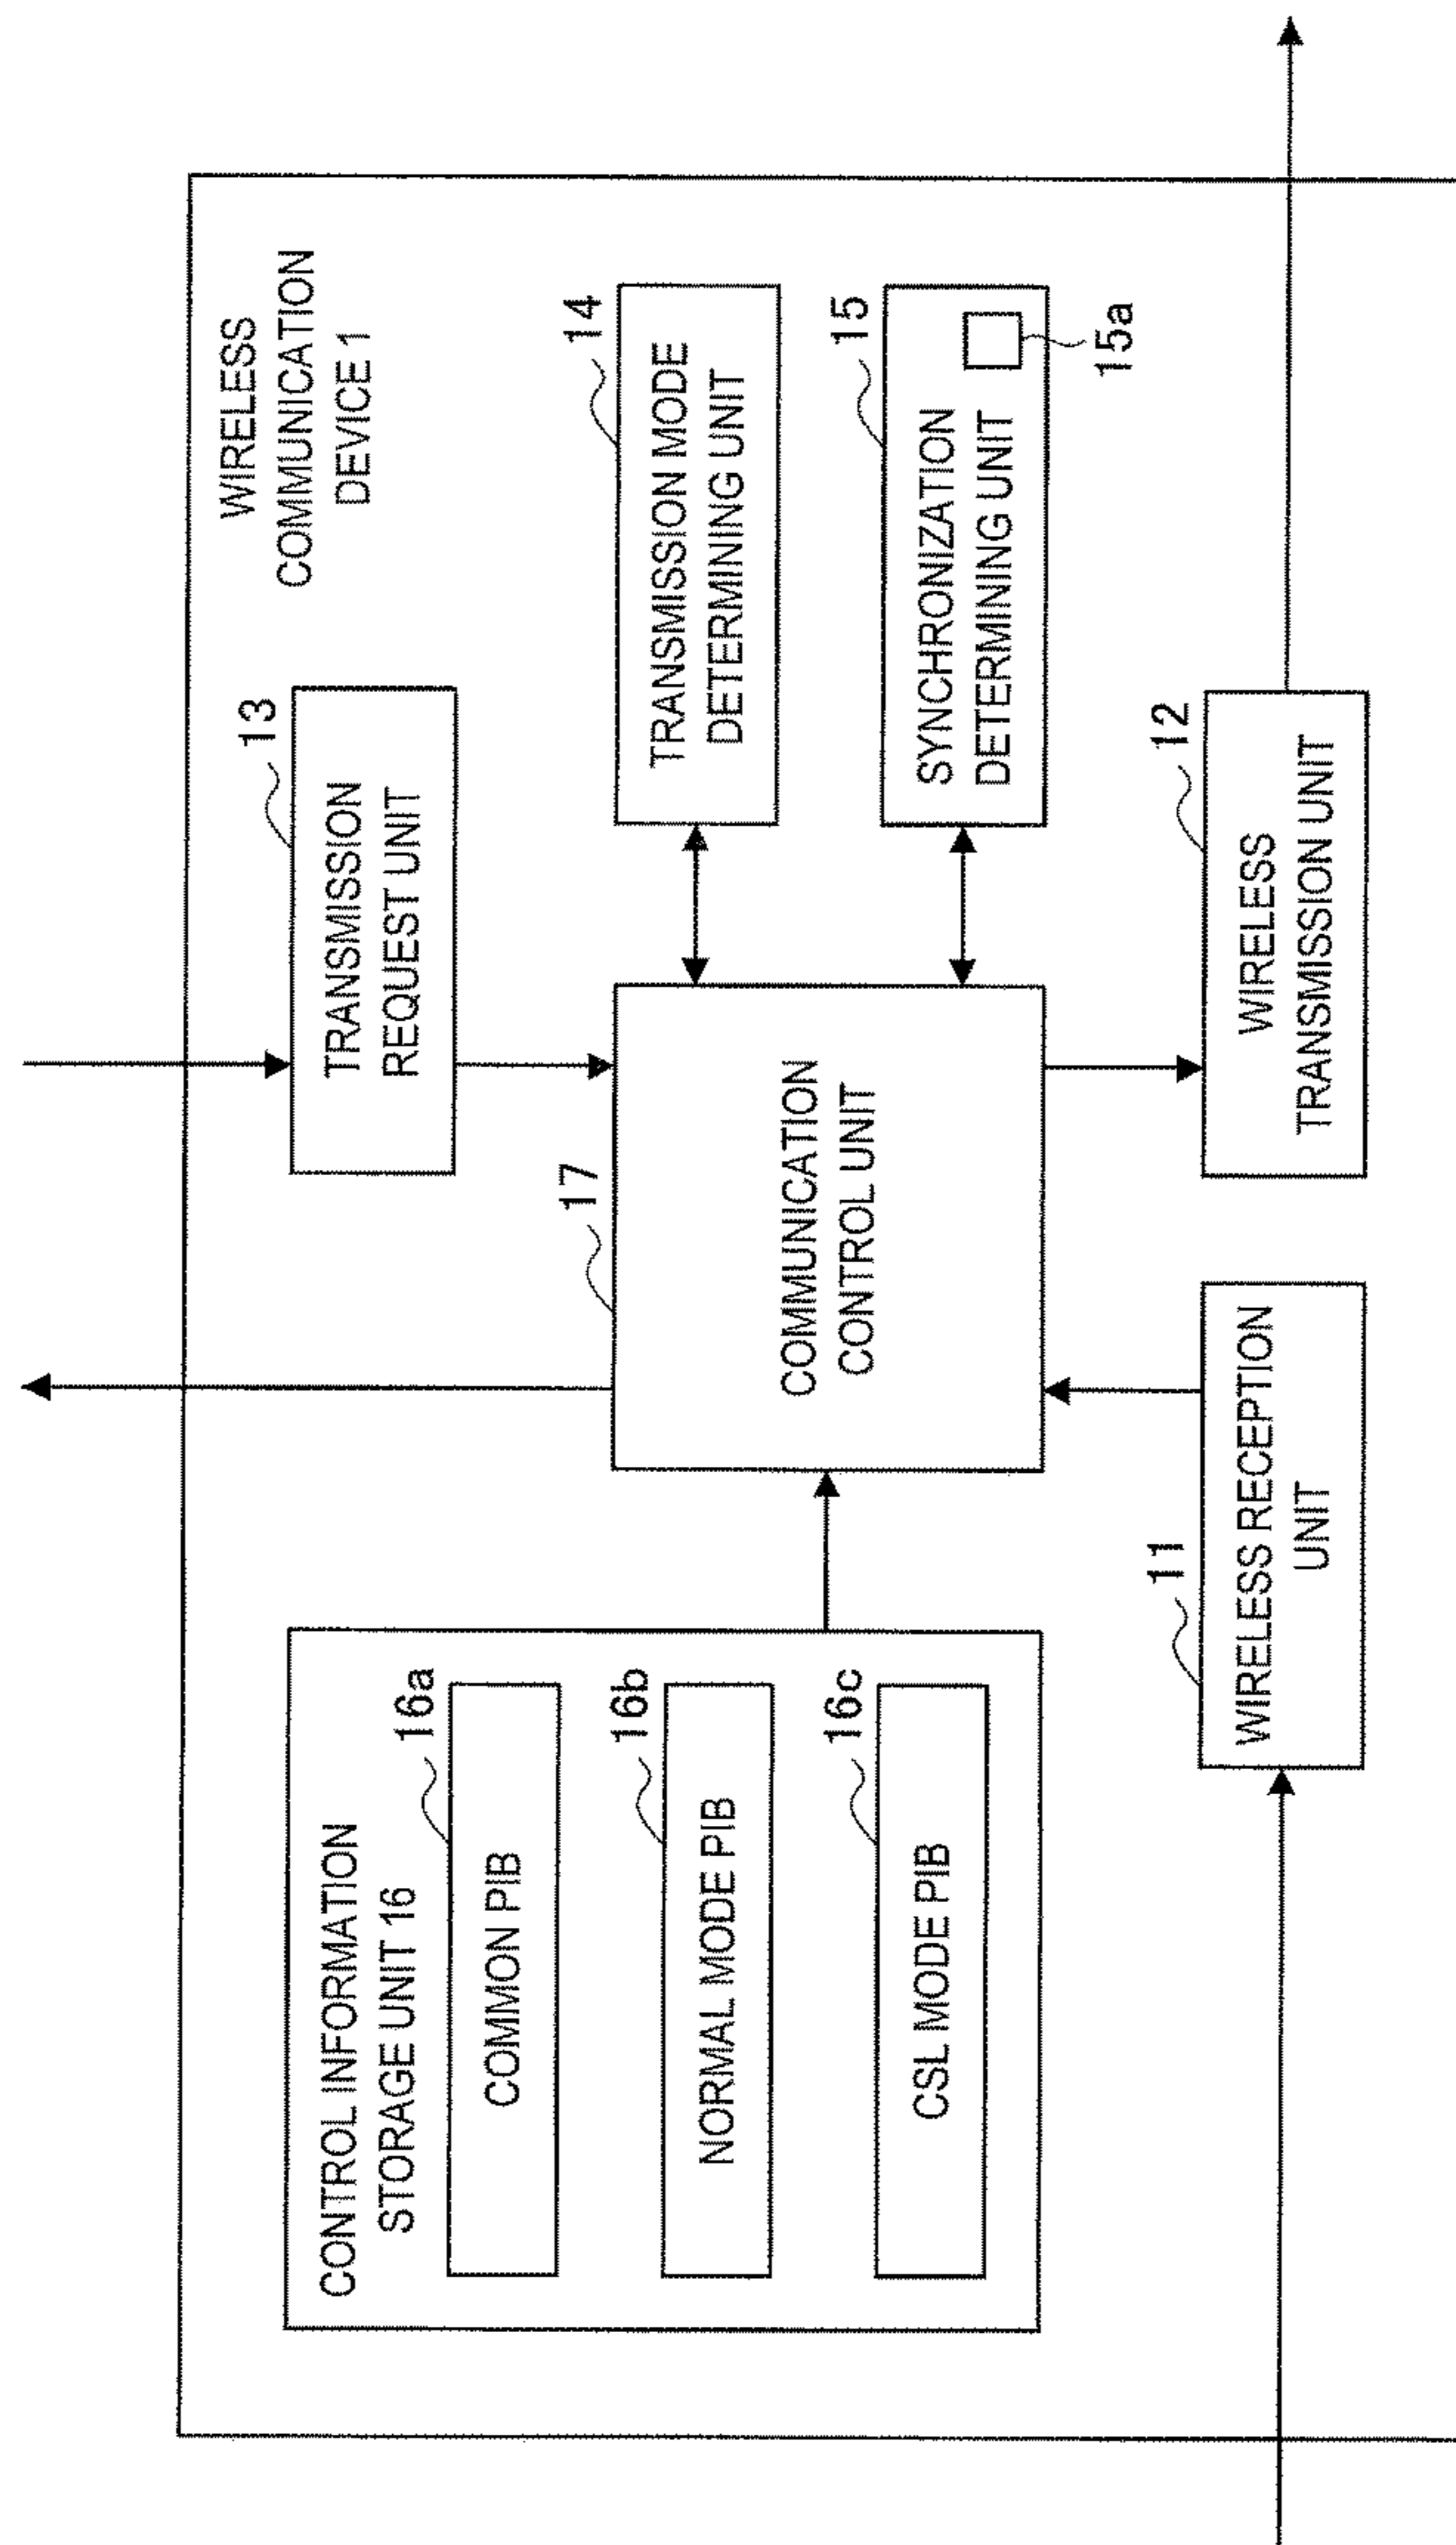 WIRELESS
COMMUNICATION
DEVICE 1
CONTROL INFORMATION
STORAGE UNIT 16
16a
COMMON PIB
16b
NORMAL MODE PIB
16c
CSL MODE PIB
13
TRANSMISSION
REQUEST UNIT
17
COMMUNICATION
CONTROL UNIT
14
TRANSMISSION MODE
DETERMINING UNIT
15
SYNCHRONIZATION
DETERMINING UNIT
15a
11
WIRELESS RECEPTION
UNIT
12
WIRELESS
TRANSMISSION UNIT